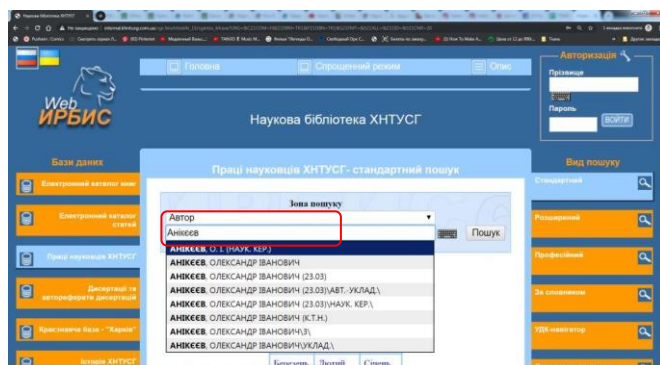 Авторизація
Прізвище
Пароль
ВОЙТИ
Головна
Спрощенний режим
Опис
Web
ИРБИС
Наукова бібліотека ХНТУСГ
Бази даних
Електронний каталог книг
Електронний каталог
статей
Праці науковців ХНТУСГ
Дисертації та
автореферати дисертацій
Краєзнавча база - "Харків"
Історія ХНТУСГ
Праці науковців ХНТУСГ- стандартний пошук
Зона пошуку
Автор
Анікєєв
Пошук
АНІКЄЄВ, О. І. (НАУК. КЕР.)
АНІКЄЄВ, ОЛЕКСАНДР ІВАНОВИЧ
АНІКЄЄВ, ОЛЕКСАНДР ІВАНОВИЧ (23.03)
АНІКЄЄВ, ОЛЕКСАНДР ІВАНОВИЧ (23.03)\АВТ.-УКЛАД.\
АНІКЄЄВ, ОЛЕКСАНДР ІВАНОВИЧ (23.03)\НАУК. КЕР.\
АНІКЄЄВ, ОЛЕКСАНДР ІВАНОВИЧ (К.Т.Н.)
АНІКЄЄВ, ОЛЕКСАНДР ІВАНОВИЧ\3\
АНІКЄЄВ, ОЛЕКСАНДР ІВАНОВИЧ\УКЛАД.\
Березень Лютий Січень
Вид пошуку
Стандартний
Розширений
Професійний
За словником
УДК-навігатор